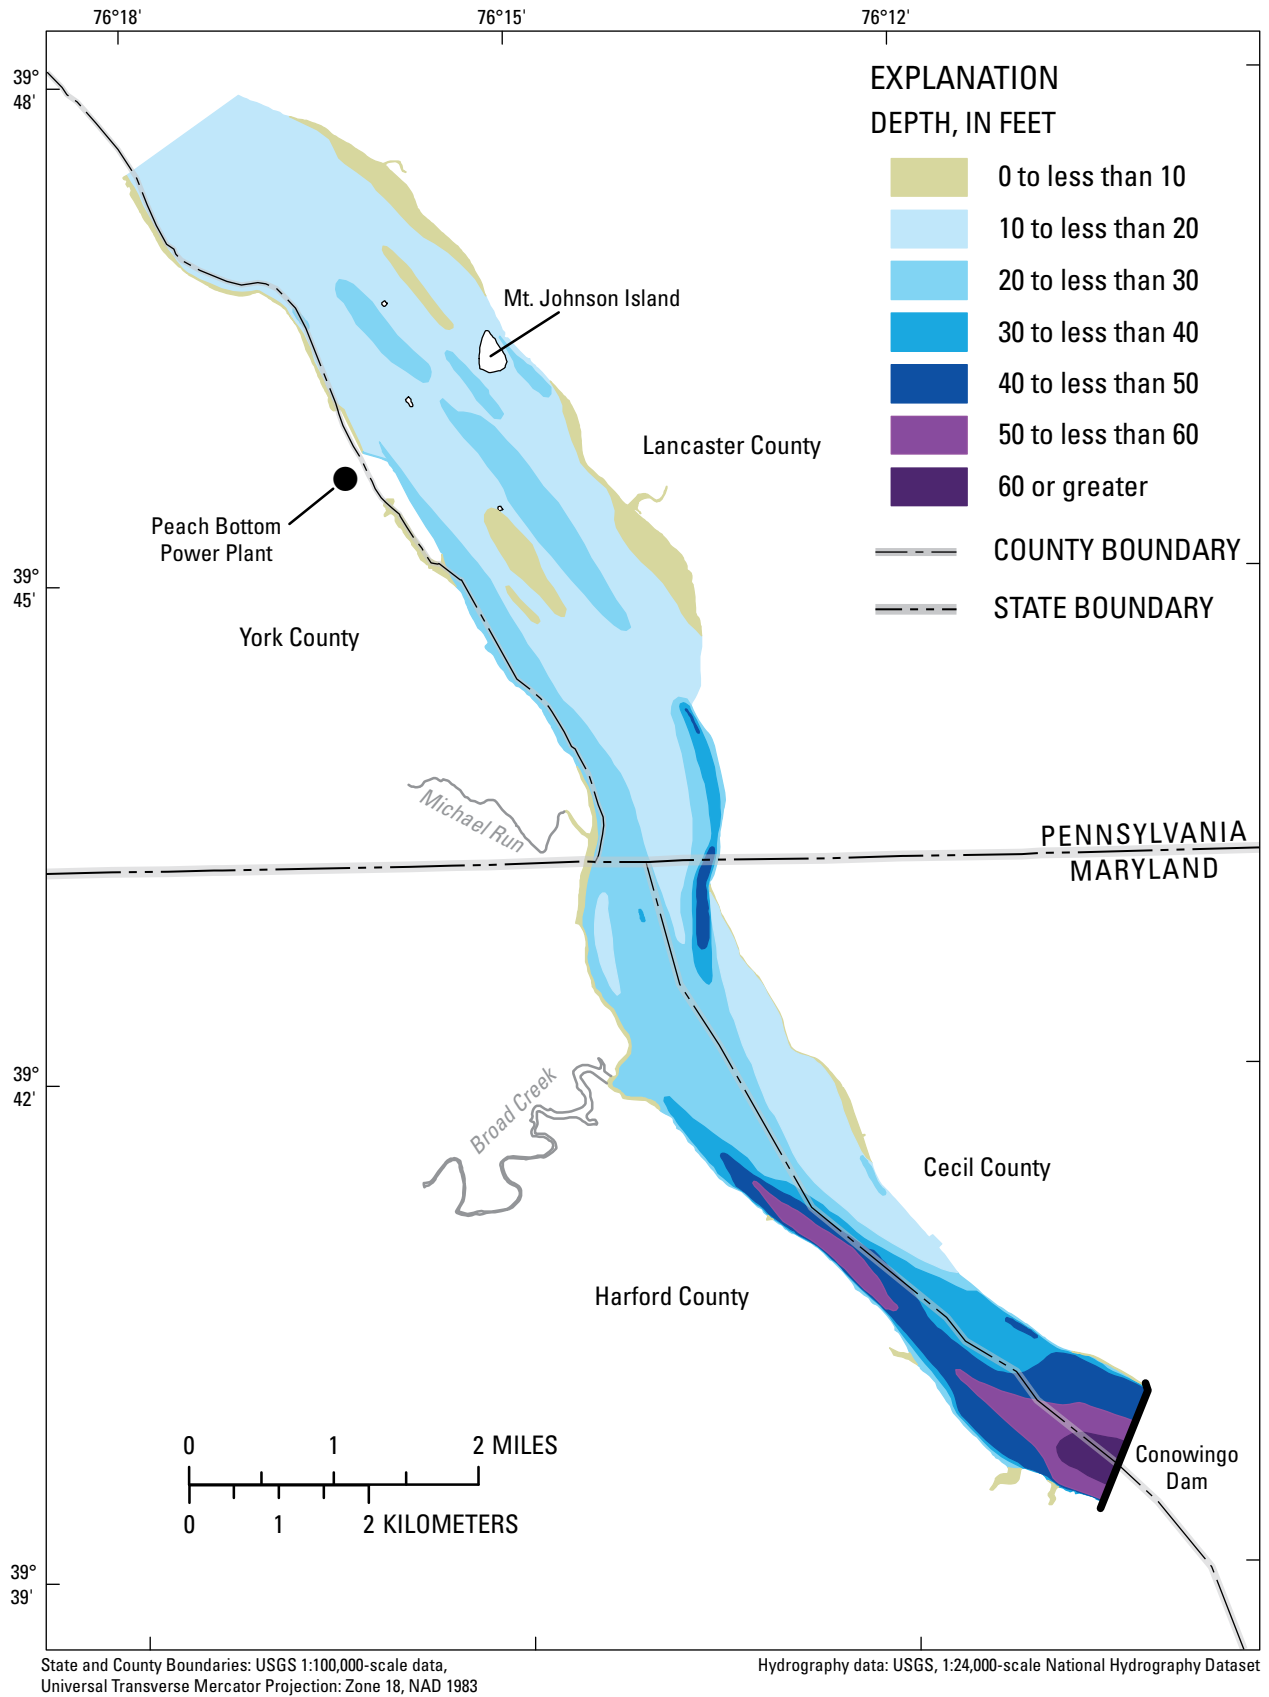 76°18'
76°15'
76°12'
39°
48'
EXPLANATION
DEPTH, IN FEET
0 to less than 10
10 to less than 20
20 to less than 30
30 to less than 40
40 to less than 50
50 to less than 60
60 or greater
COUNTY BOUNDARY
STATE BOUNDARY
Mt. Johnson Island
Lancaster County
Peach Bottom
Power Plant
39°
45'
York County
Michael Run
PENNSYLVANIA
MARYLAND
39°
42'
Broad Creek
Cecil County
Harford County
0 1 2 MILES
0 1 2 KILOMETERS
Conowingo
Dam
39°
39'
State and County Boundaries: USGS 1:100,000-scale data,
Universal Transverse Mercator Projection: Zone 18, NAD 1983
Hydrography data: USGS, 1:24,000-scale National Hydrography Dataset